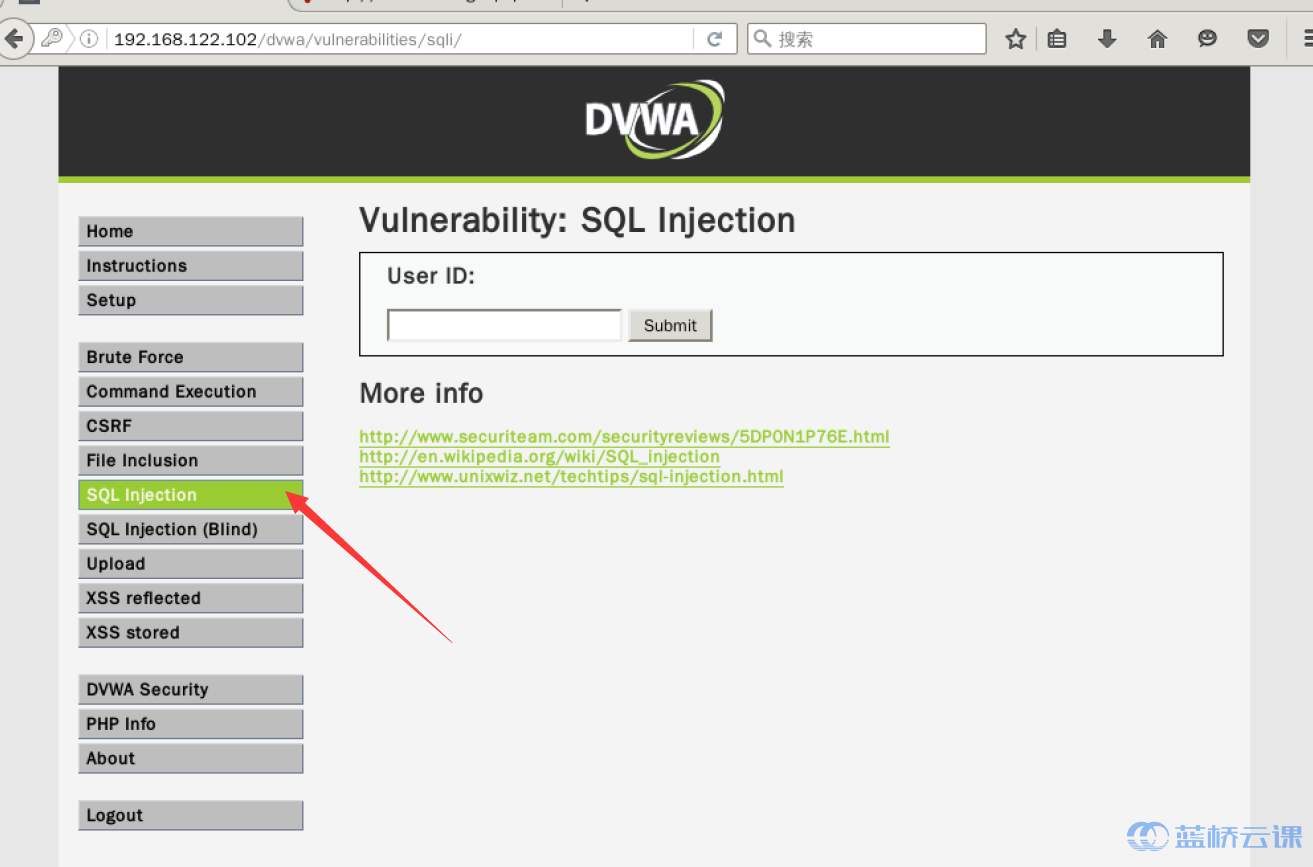 192.168.122.102/dvwa/vulnerabilities/sqli/
搜索
DVWA
Home
Instructions
Setup
Brute Force
Command Execution
CSRF
File Inclusion
SQL Injection
SQL Injection (Blind)
Upload
XSS reflected
XSS stored
DVWA Security
PHP Info
About
Logout
Vulnerability: SQL Injection
User ID:
Submit
More info
http://www.securiteam.com/securityreviews/5DP0N1P76E.html
http://en.wikipedia.org/wiki/SQL_injection
http://www.unixwiz.net/techtips/sql-injection.html
蓝桥云课